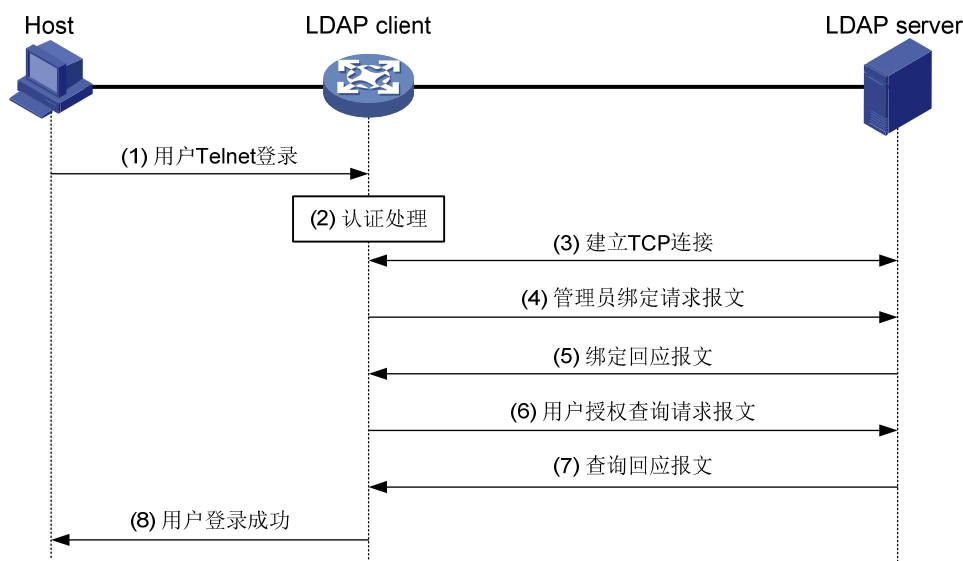 Host
LDAP client
LDAP server
(1) 用户Telnet登录
(2) 认证处理
(3) 建立TCP连接
(4) 管理员绑定请求报文
(5) 绑定回应报文
(6) 用户授权查询请求报文
(7) 查询回应报文
(8) 用户登录成功